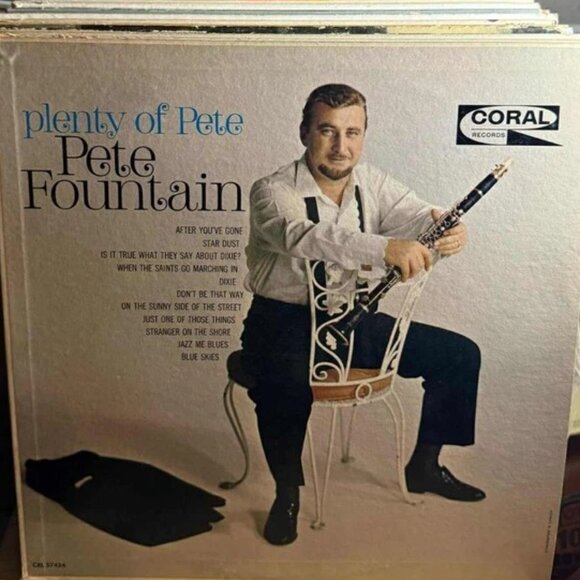 plenty of Pete
Pete
Fountain
CORAL
RECORDS
AFTER YOU'VE GONE
STAR DUST
IS IT TRUE WHAT THEY SAY ABOUT DIXIE?
WHEN THE SAINTS GO MARCHING IN
DIXIE
DON'T BE THAT WAY
ON THE SUNNY SIDE OF THE STREET
JUST ONE OF THOSE THINGS
STRANGER ON THE SHORE
JAZZ ME BLUES
BLUE SKIES
CRL 57424